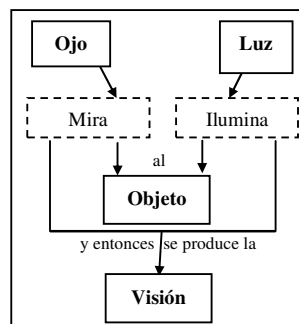 Ojo Luz
Mira Ilumina
al
Objeto
y entonces se produce la
Visión